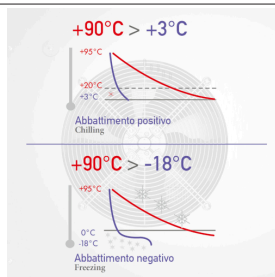 +90°C > +3°C
+95°C
+20°C
+3°C
Abbattimento positivo
Chilling
+90°C > -18°C
+95°C
0°C
-18°C
Abbattimento negativo
Freezing